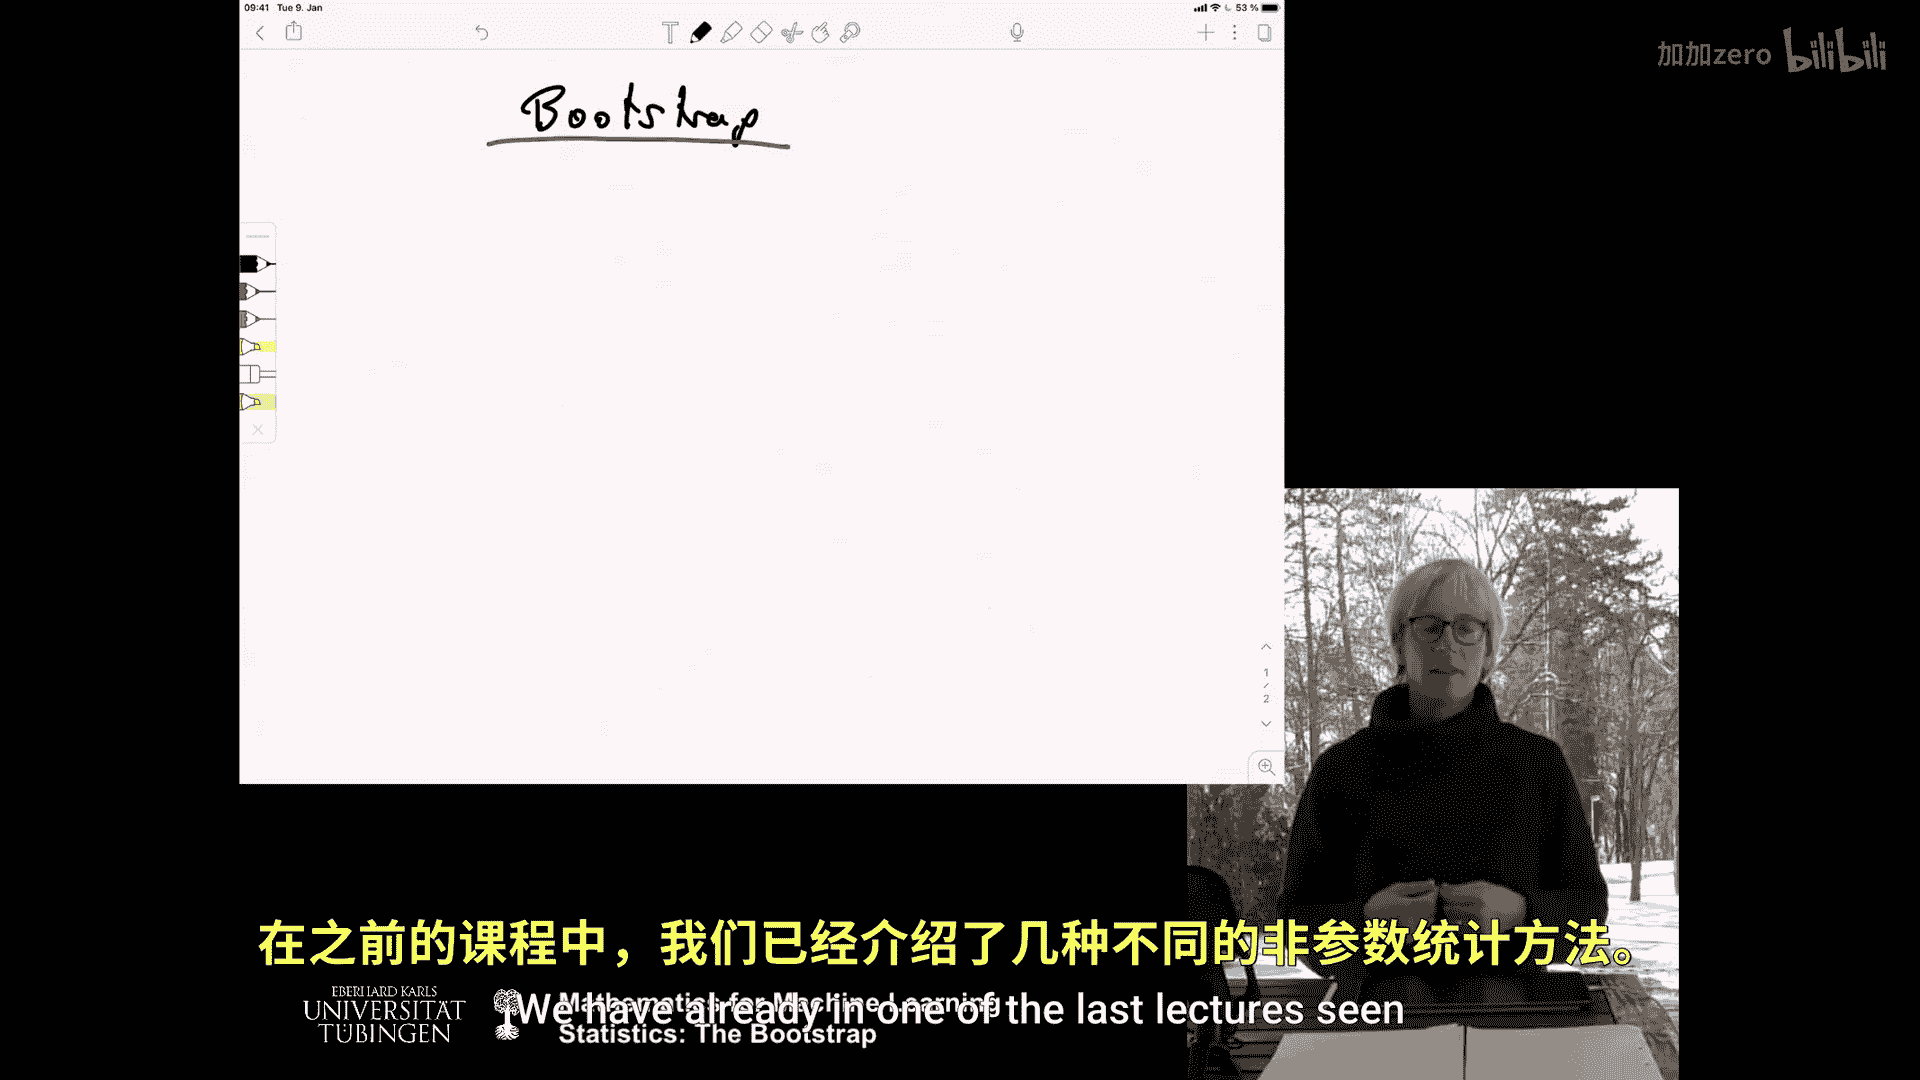 09:41 Tue 9. Jan
53 %
加加zero bilibili
Bootstrap
1
2
在之前的课程中，我们已经介绍了几种不同的非参数统计方法。
We have already in one of the last lectures seen
EBERHARD KARLS
UNIVERSITÄT
TÜBINGEN
Mathematics for Machine Learning
Statistics: The Bootstrap